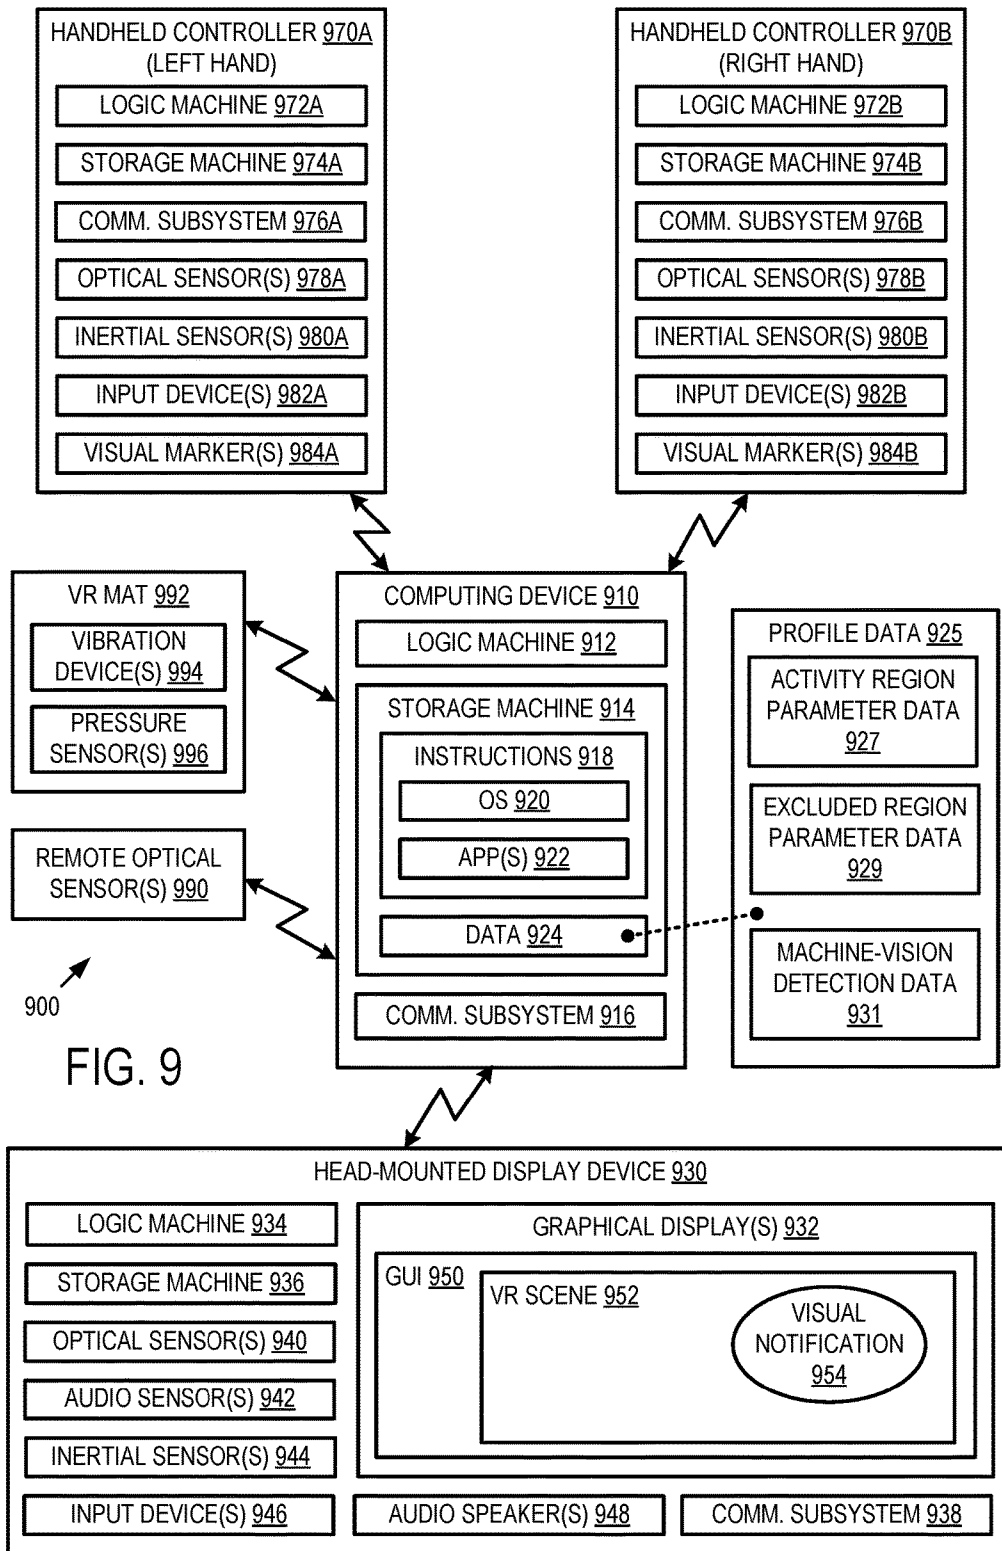 HANDHELD CONTROLLER 970A
(LEFT HAND)
LOGIC MACHINE 972A
STORAGE MACHINE 974A
COMM. SUBSYSTEM 976A
OPTICAL SENSOR(S) 978A
INERTIAL SENSOR(S) 980A
INPUT DEVICE(S) 982A
VISUAL MARKER(S) 984A
HANDHELD CONTROLLER 970B
(RIGHT HAND)
LOGIC MACHINE 972B
STORAGE MACHINE 974B
COMM. SUBSYSTEM 976B
OPTICAL SENSOR(S) 978B
INERTIAL SENSOR(S) 980B
INPUT DEVICE(S) 982B
VISUAL MARKER(S) 984B
VR MAT 992
VIBRATION
DEVICE(S) 994
PRESSURE
SENSOR(S) 996
REMOTE OPTICAL
SENSOR(S) 990
900
FIG. 9
COMPUTING DEVICE 910
LOGIC MACHINE 912
STORAGE MACHINE 914
INSTRUCTIONS 918
OS 920
APP(S) 922
DATA 924
COMM. SUBSYSTEM 916
PROFILE DATA 925
ACTIVITY REGION
PARAMETER DATA
927
EXCLUDED REGION
PARAMETER DATA
929
MACHINE-VISION
DETECTION DATA
931
HEAD-MOUNTED DISPLAY DEVICE 930
LOGIC MACHINE 934
STORAGE MACHINE 936
OPTICAL SENSOR(S) 940
AUDIO SENSOR(S) 942
INERTIAL SENSOR(S) 944
INPUT DEVICE(S) 946
GRAPHICAL DISPLAY(S) 932
GUI 950
VR SCENE 952
VISUAL
NOTIFICATION
954
AUDIO SPEAKER(S) 948
COMM. SUBSYSTEM 938